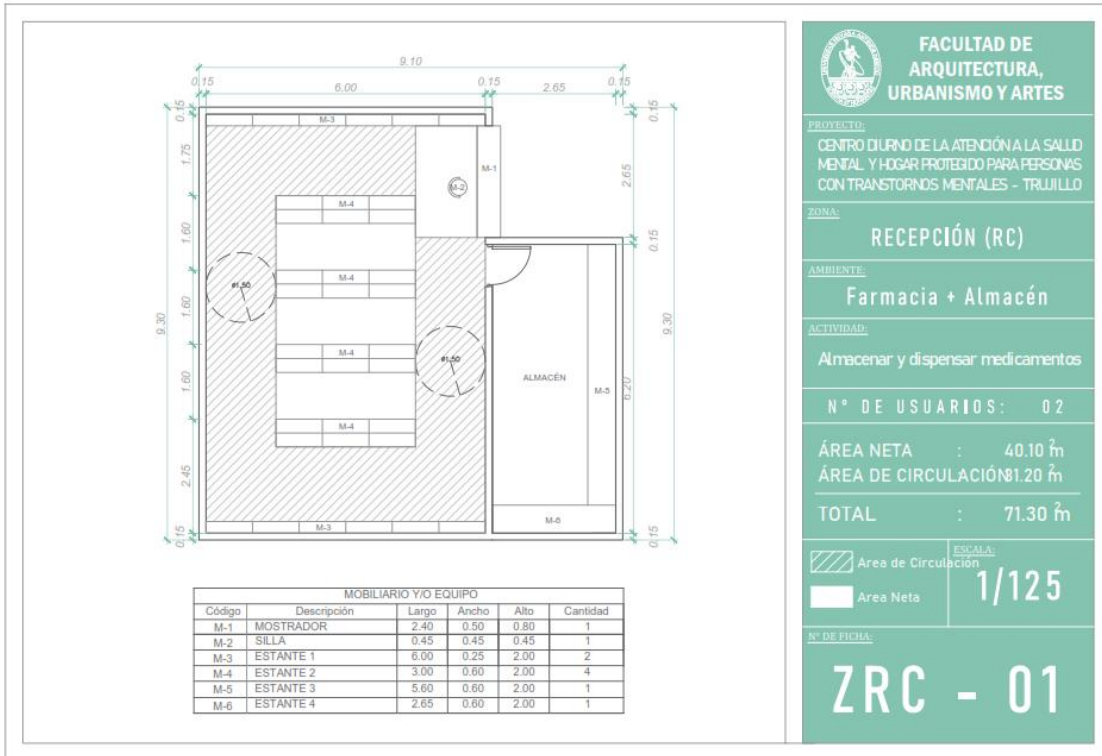 9.10
0.15 6.00 0.15 2.65 0.15
0.15
1.75
1.60
1.60
1.60
2.45
0.15
9.30
0.15
2.65
0.15
6.20
0.15
9.30
M-3
M-1
M-2
M-4
M-4
ø1.50
M-4
ø1.50
ALMACÉN
M-5
M-4
M-3
M-6
MOBILIARIO Y/O EQUIPO
Código Descripción Largo Ancho Alto Cantidad
M-1 MOSTRADOR 2.40 0.50 0.80 1
M-2 SILLA 0.45 0.45 0.45 1
M-3 ESTANTE 1 6.00 0.25 2.00 2
M-4 ESTANTE 2 3.00 0.60 2.00 4
M-5 ESTANTE 3 5.60 0.60 2.00 1
M-6 ESTANTE 4 2.65 0.60 2.00 1
FACULTAD DE
ARQUITECTURA,
URBANISMO Y ARTES
PROYECTO:
CENTRO DIURNO DE LA ATENCIÓN A LA SALUD
MENTAL Y HOGAR PROTEGIDO PARA PERSONAS
CON TRANSTORNOS MENTALES - TRUJILLO
ZONA:
RECEPCIÓN (RC)
AMBIENTE:
Farmacia + Almacén
ACTIVIDAD:
Almacenar y dispensar medicamentos
N° DE USUARIOS: 02
ÁREA NETA : 40.10 m²
ÁREA DE CIRCULACIÓN 31.20 m²
TOTAL : 71.30 m²
Area de Circulación
Area Neta
ESCALA:
1/125
N° DE FICHA:
ZRC - 01